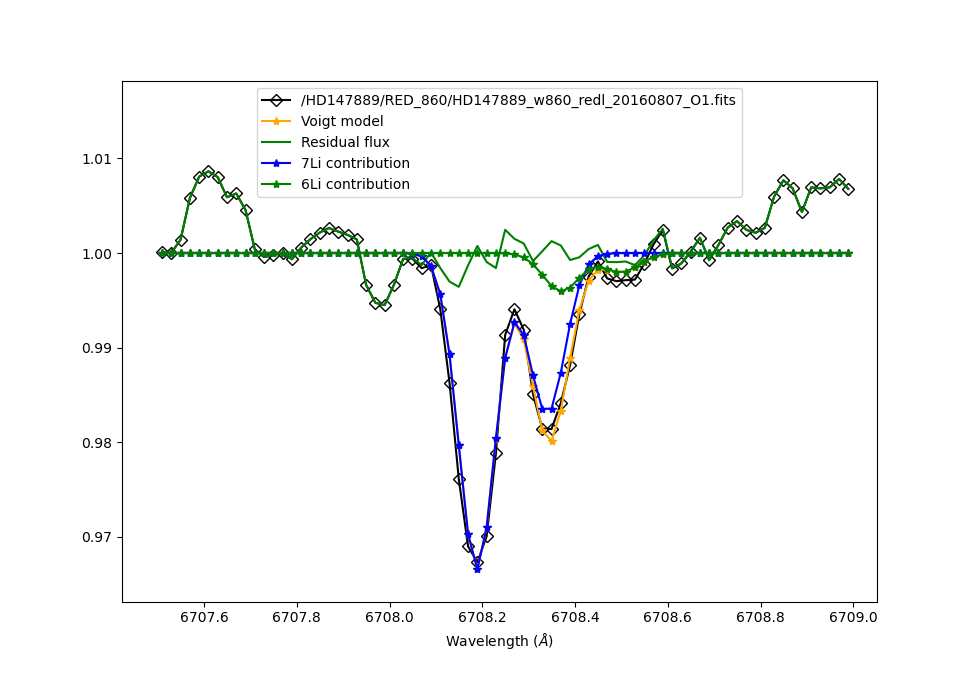 /HD147889/RED_860/HD147889_w860_redl_20160807_O1.fits
Voigt model
Residual flux
7Li contribution
6Li contribution
1.01
1.00
0.99
0.98
0.97
6707.6 6707.8 6708.0 6708.2 6708.4 6708.6 6708.8 6709.0
Wavelength (Å)